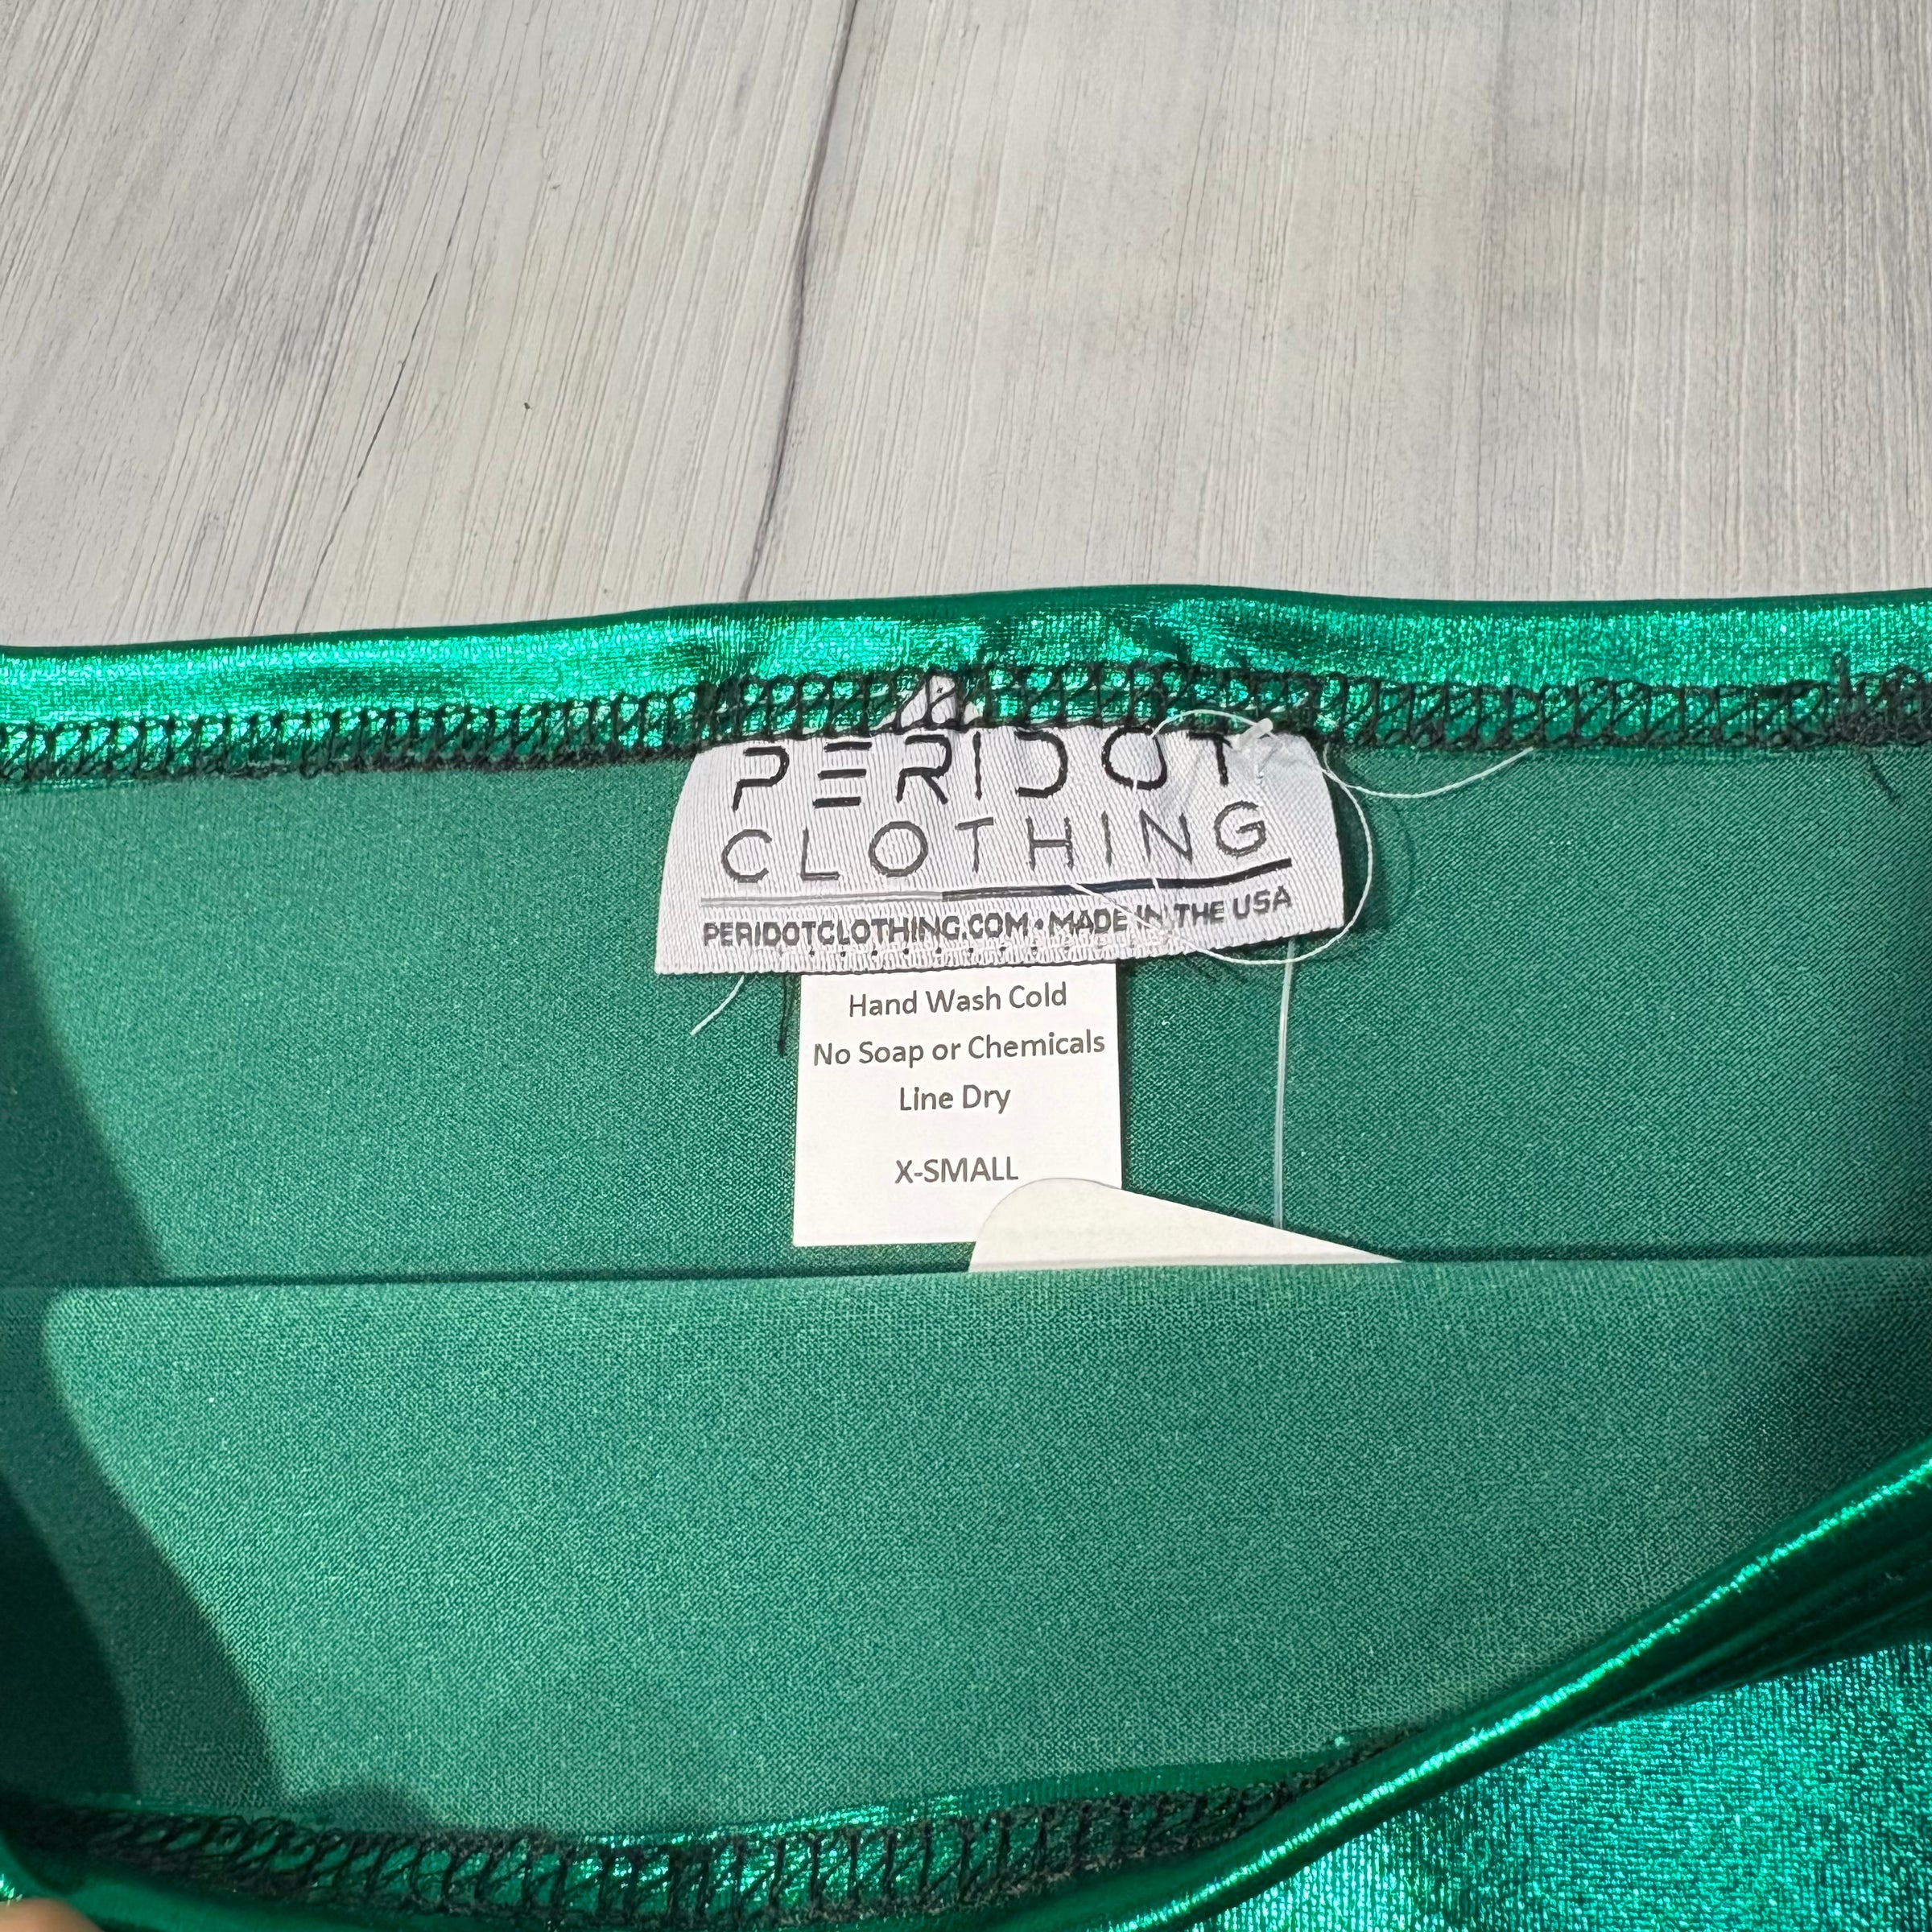 PERIDOT
CLOTHING
PERIDOTCLOTHING.COM • MADE IN THE USA
Hand Wash Cold
No Soap or Chemicals
Line Dry
X-SMALL